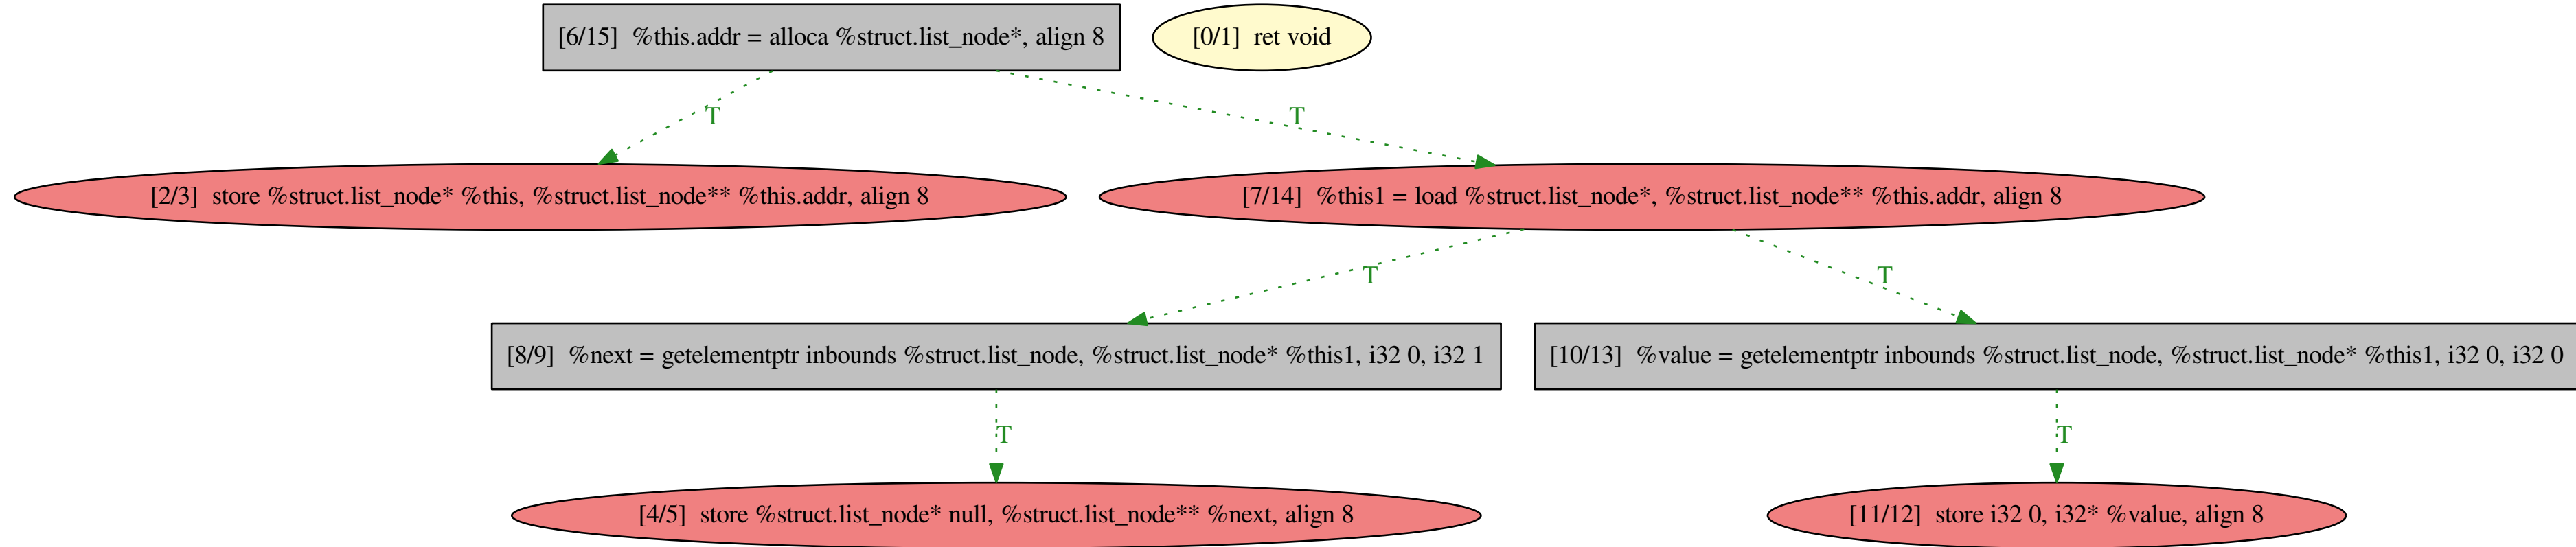 [6/15] %this.addr = alloca %struct.list_node*, align 8
[0/1] ret void
T
T
[2/3] store %struct.list_node* %this, %struct.list_node** %this.addr, align 8
[7/14] %this1 = load %struct.list_node*, %struct.list_node** %this.addr, align 8
T
T
[8/9] %next = getelementptr inbounds %struct.list_node, %struct.list_node* %this1, i32 0, i32 1
[10/13] %value = getelementptr inbounds %struct.list_node, %struct.list_node* %this1, i32 0, i32 0
T
T
[4/5] store %struct.list_node* null, %struct.list_node** %next, align 8
[11/12] store i32 0, i32* %value, align 8